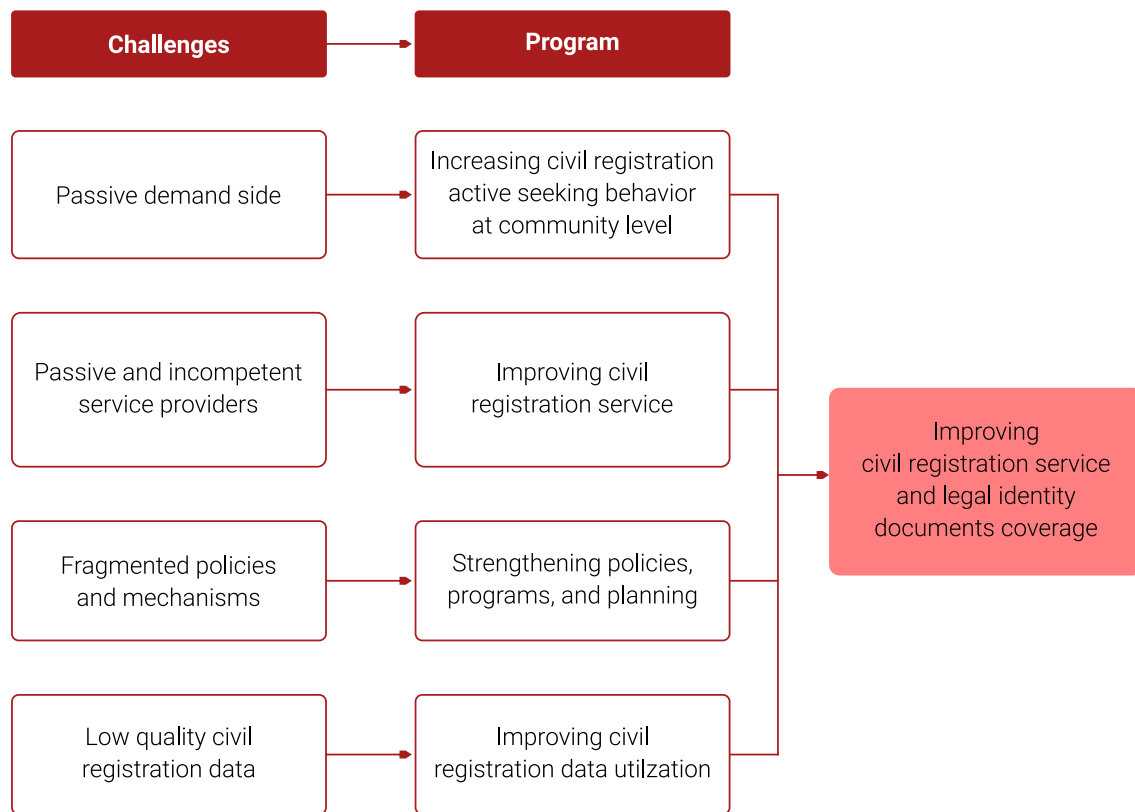 Challenges
Program
Passive demand side
Increasing civil registration
active seeking behavior
at community level
Passive and incompetent
service providers
Improving civil
registration service
Fragmented policies
and mechanisms
Strengthening policies,
programs, and planning
Low quality civil
registration data
Improving civil
registration data utilzation
Improving
civil registration service
and legal identity
documents coverage